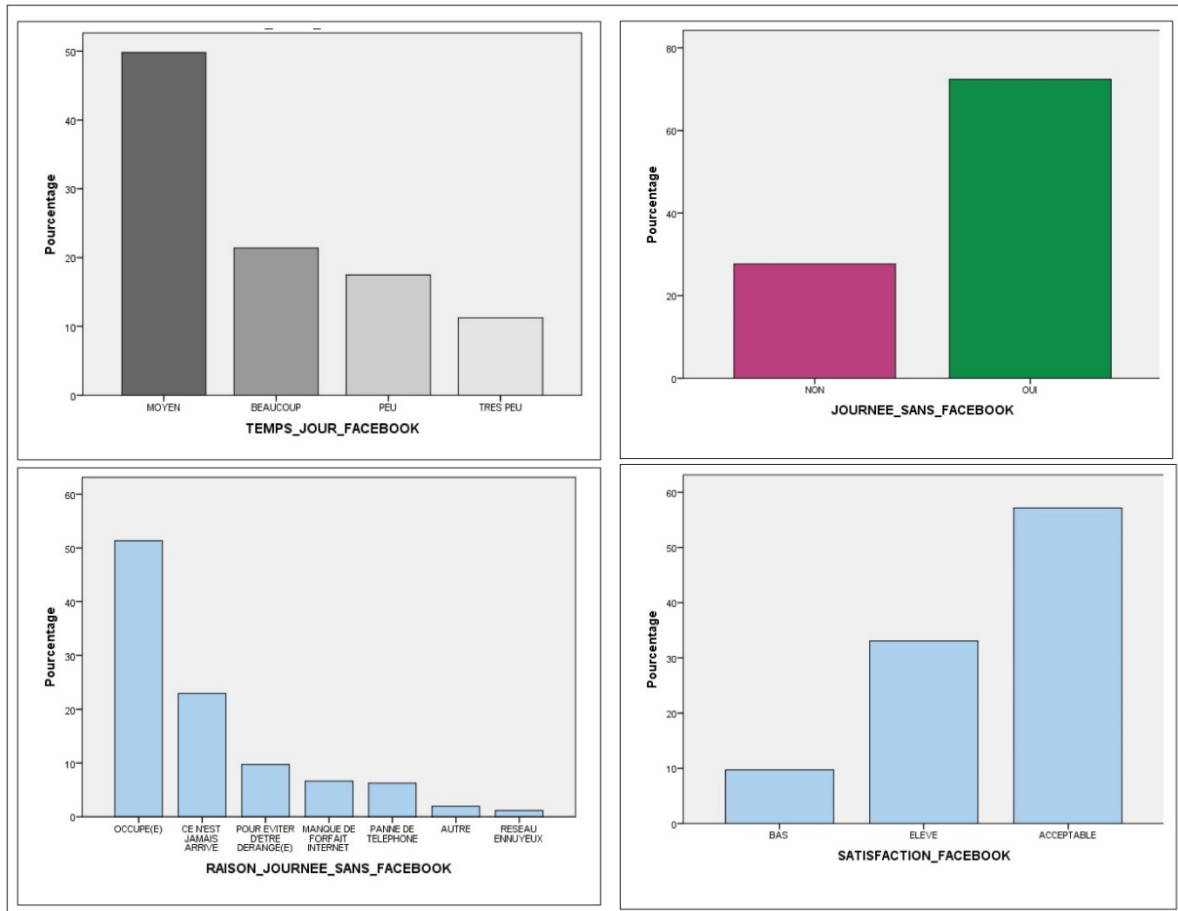 50
40
30
20
10
0
Pourcentage
MOYEN BEAUCOUP PEU TRES PEU
TEMPS_JOUR_FACEBOOK
80
60
40
20
0
Pourcentage
NON OUI
JOURNEE_SANS_FACEBOOK
60
50
40
30
20
10
0
Pourcentage
OCCUPE(E) CE N'EST POUR EVITER MANQUE DE PANNE DE AUTRE RESEAU
JAMAIS D'ETRE FORFAIT TELEPHONE ENNUYEUX
ARRIVE DERANGE(E) INTERNET
RAISON_JOURNEE_SANS_FACEBOOK
60
50
40
30
20
10
0
Pourcentage
BAS ELEVE ACCEPTABLE
SATISFACTION_FACEBOOK